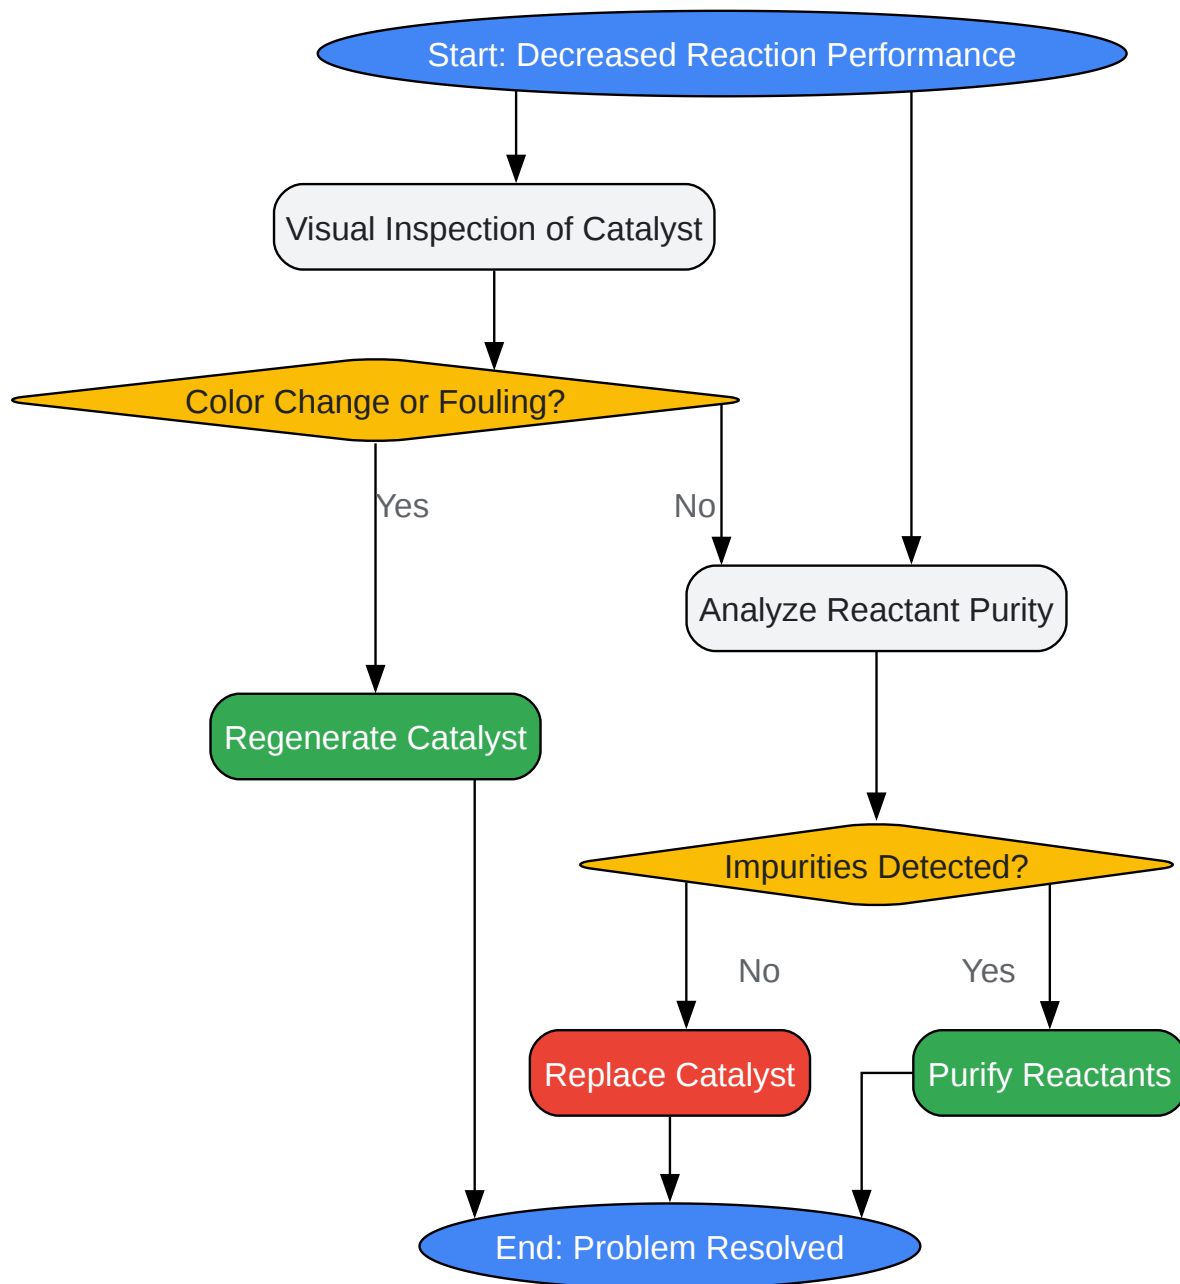 Start: Decreased Reaction Performance
Visual Inspection of Catalyst
Color Change or Fouling?
Yes
No
Analyze Reactant Purity
Regenerate Catalyst
Impurities Detected?
No
Yes
Replace Catalyst
Purify Reactants
End: Problem Resolved